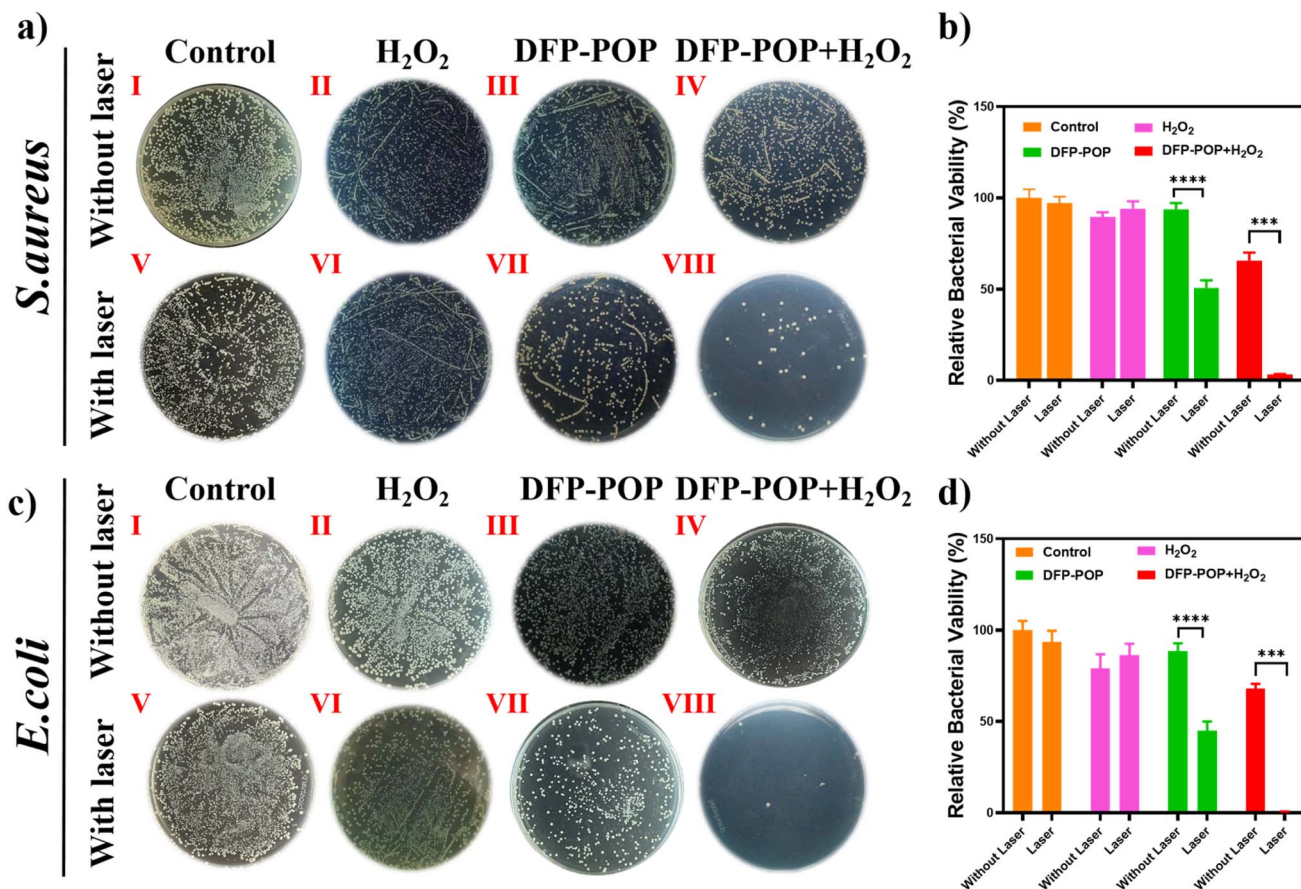 a)
Control H₂O₂ DFP-POP DFP-POP+H₂O₂
S.aureus
Without laser
I II III IV
With laser
V VI VII VIII
b)
Relative Bacterial Viability (%)
150
100
50
0
Control H₂O₂
DFP-POP DFP-POP+H₂O₂
****
***
Without Laser Laser Without Laser Laser Without Laser Laser Without Laser Laser
c)
Control H₂O₂ DFP-POP DFP-POP+H₂O₂
E.coli
Without laser
I II III IV
With laser
V VI VII VIII
d)
Relative Bacterial Viability (%)
150
100
50
0
Control H₂O₂
DFP-POP DFP-POP+H₂O₂
****
***
Without Laser Laser Without Laser Laser Without Laser Laser Without Laser Laser